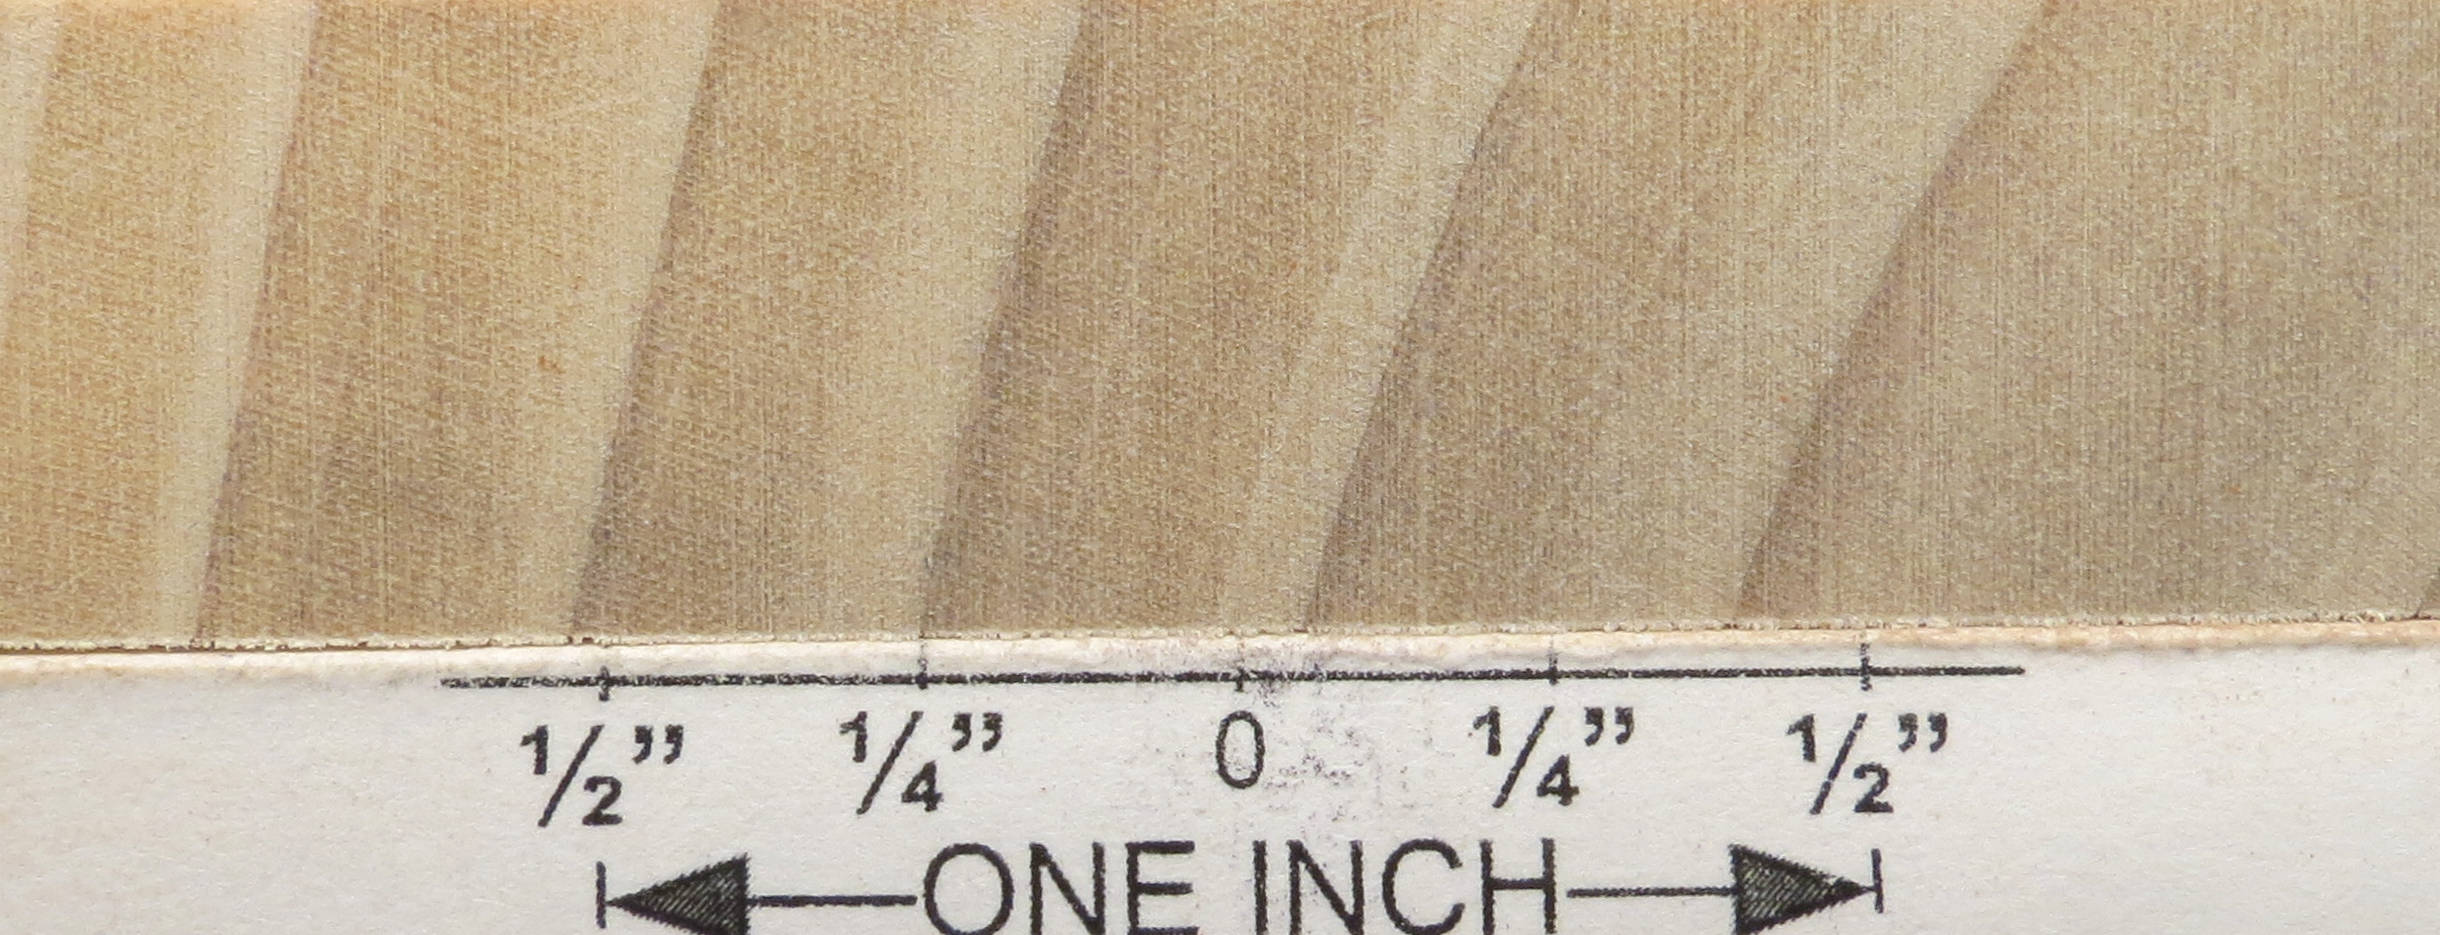 1/2” 1/4” 0 1/4” 1/2”
ONE INCH